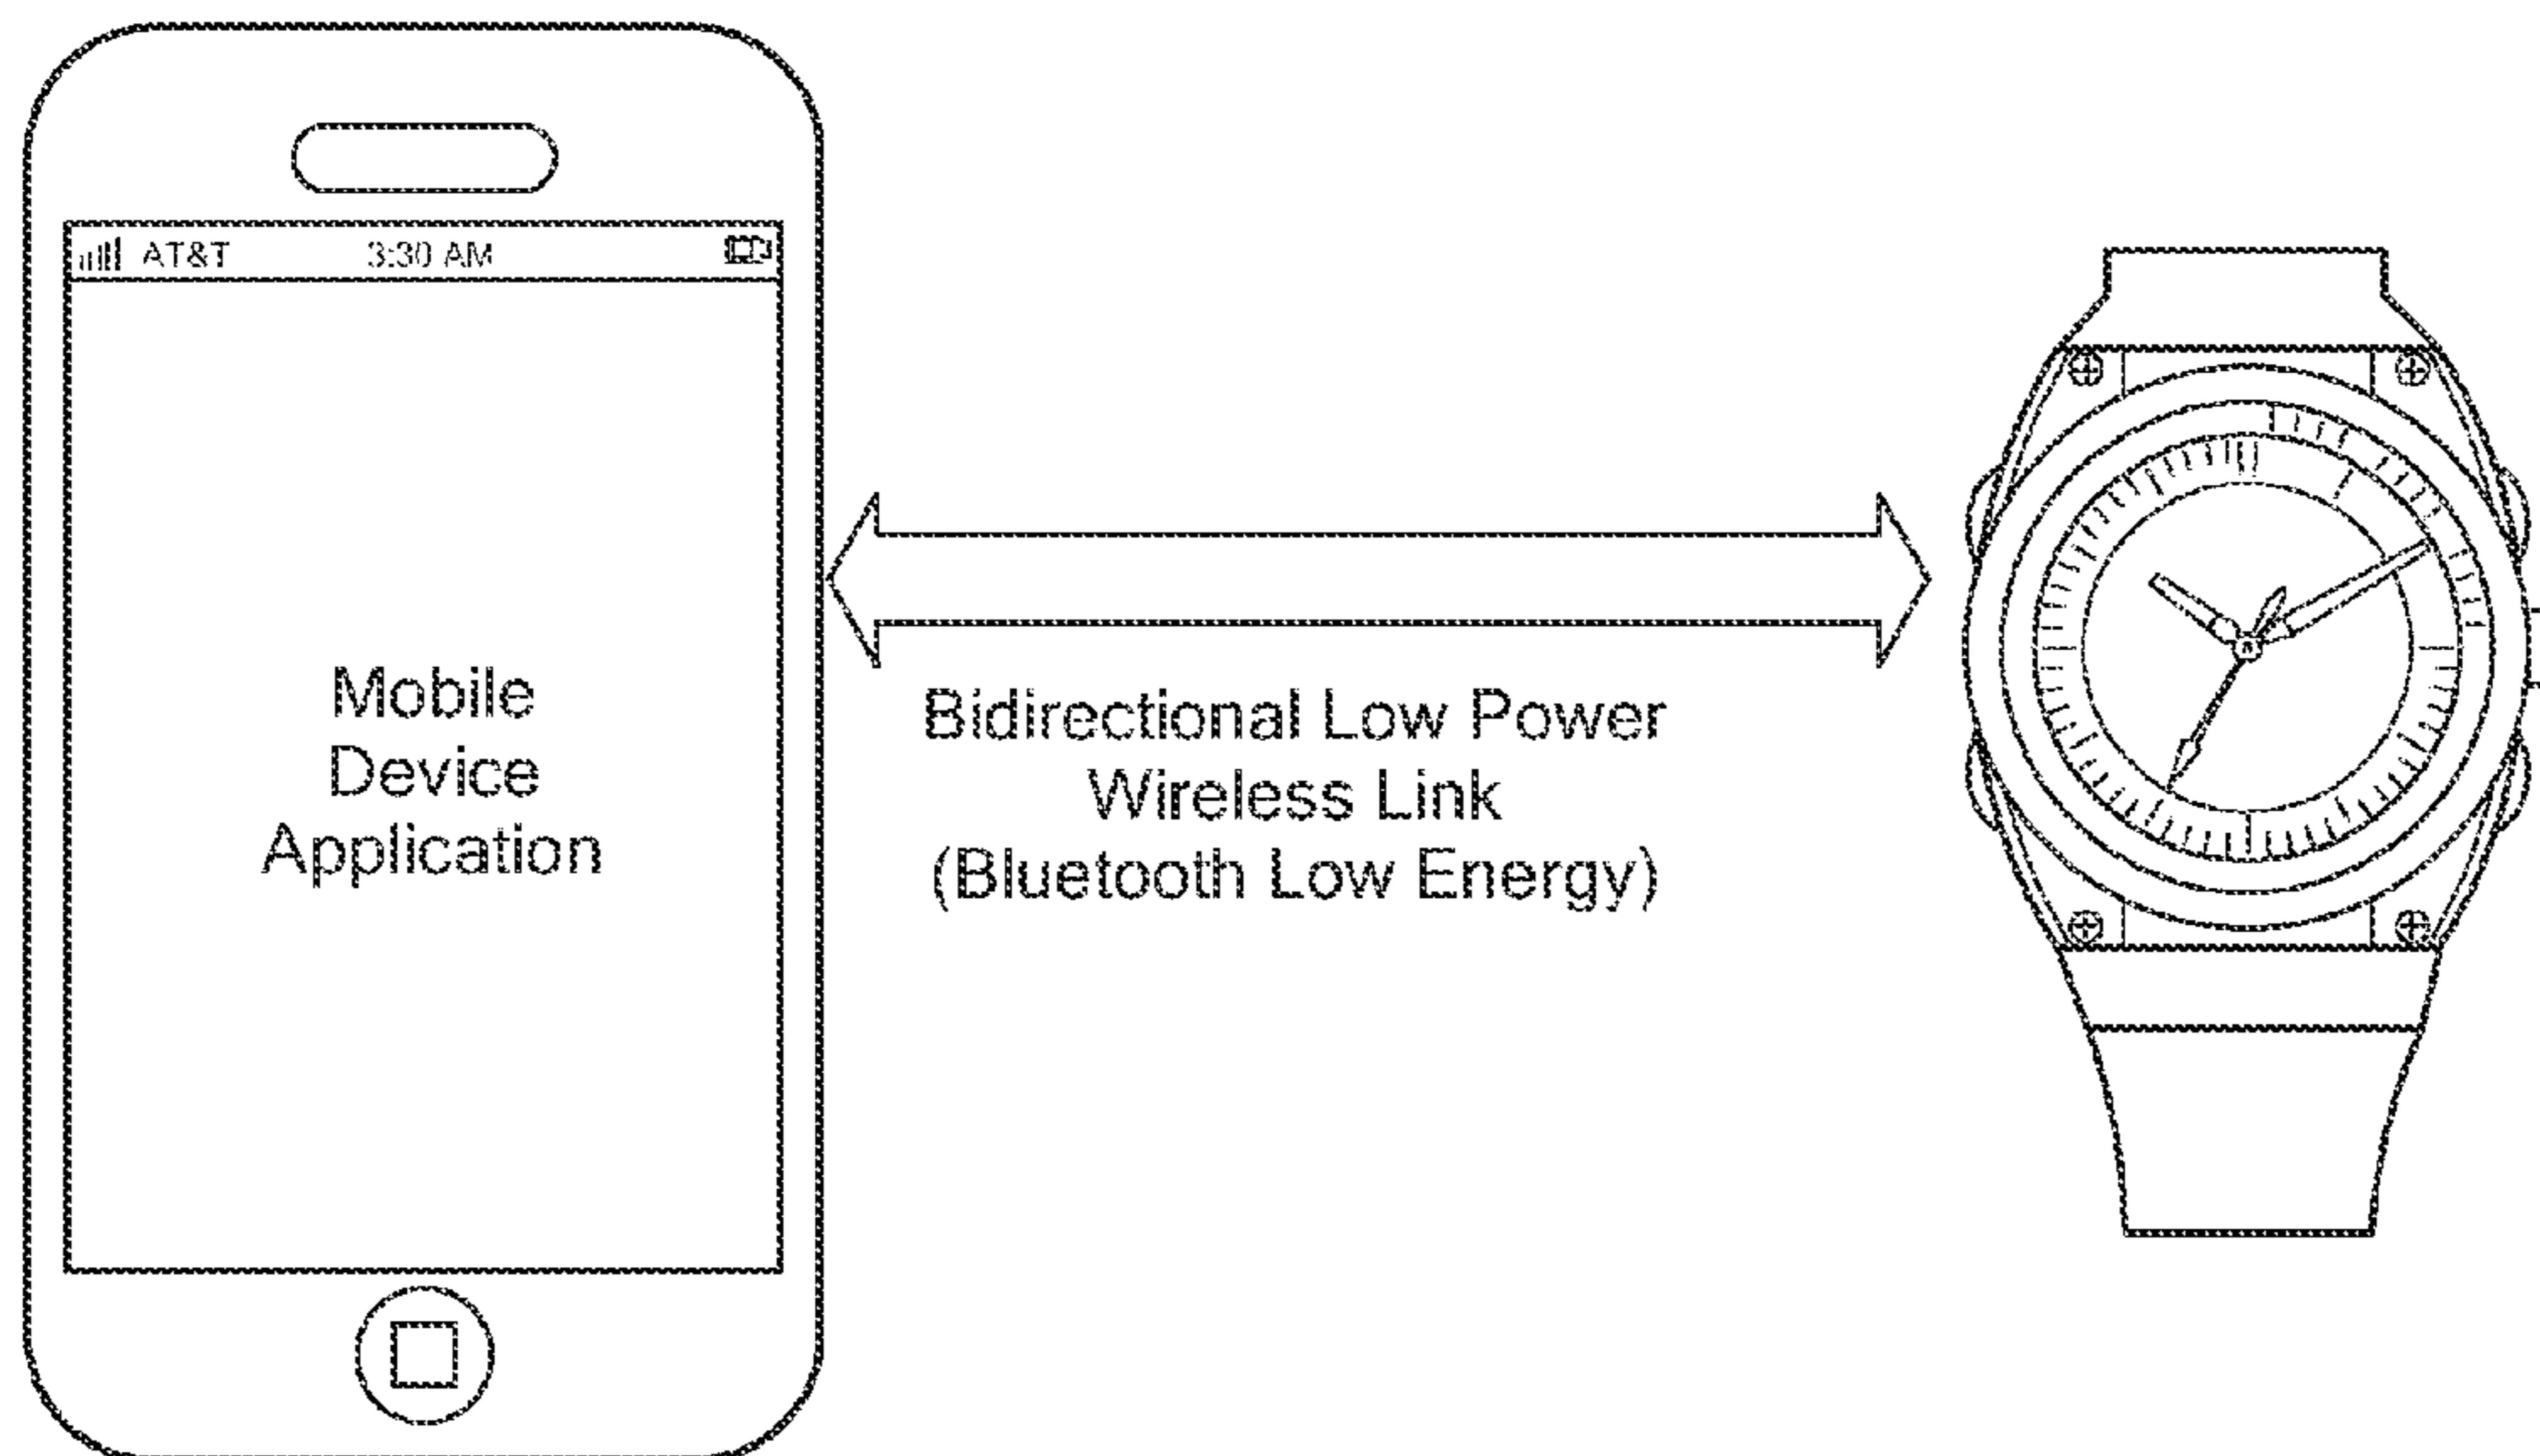 AT&T 3:30 AM
Mobile
Device
Application
Bidirectional Low Power
Wireless Link
(Bluetooth Low Energy)